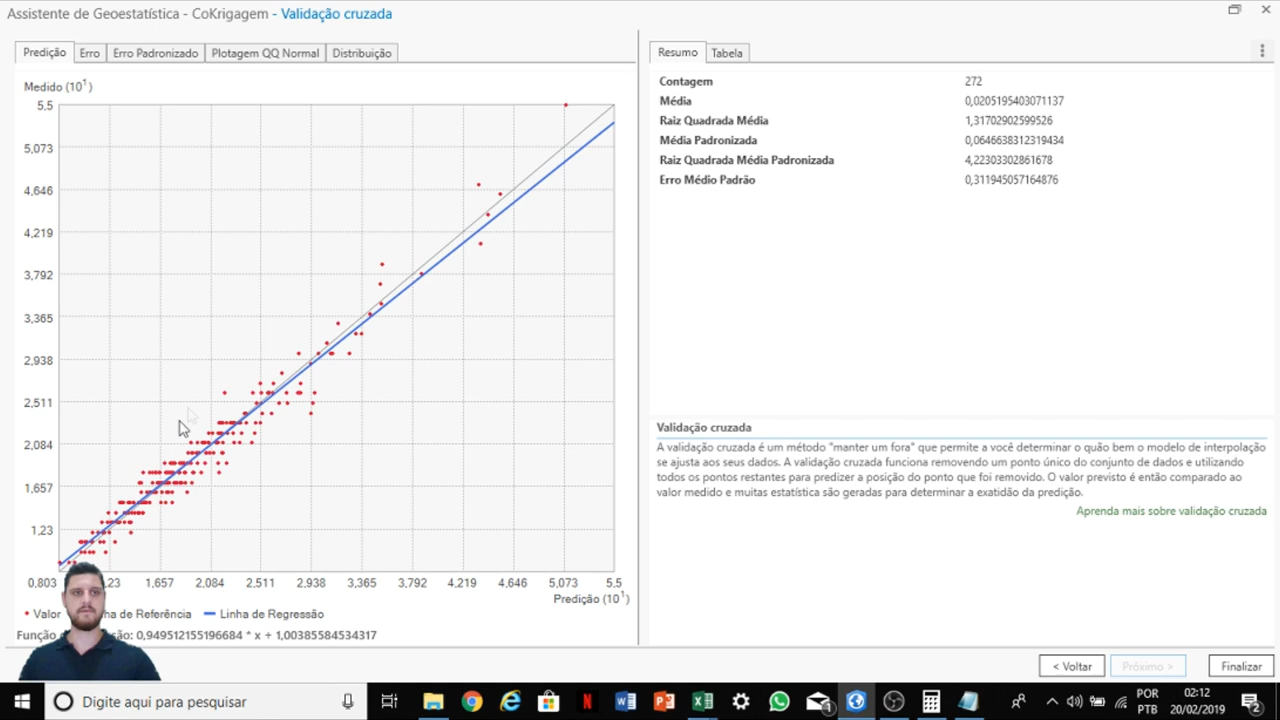 Assistente de Geoestatística - CoKrigagem - Validação cruzada
Predição
Erro
Erro Padronizado
Plotagem QQ Normal
Distribuição
Medido (10¹)
5,5
5,073
4,646
4,219
3,792
3,365
2,938
2,511
2,084
1,657
1,23
0,803 23 1,657 2,084 2,511 2,938 3,365 3,792 4,219 4,646 5,073 5,5
Predição (10¹)
Valor
ha de Referência
Linha de Regressão
Função são: 0,949512155196684 * x + 1,00385584534317
Resumo
Tabela
Contagem 272
Média 0,0205195403071137
Raiz Quadrada Média 1,31702902599526
Média Padronizada 0,0646638312319434
Raiz Quadrada Média Padronizada 4,22303302861678
Erro Médio Padrão 0,311945057164876
Validação cruzada
A validação cruzada é um método "manter um fora" que permite a você determinar o quão bem o modelo de interpolação
se ajusta aos seus dados. A validação cruzada funciona removendo um ponto único do conjunto de dados e utilizando
todos os pontos restantes para predizer a posição do ponto que foi removido. O valor previsto é então comparado ao
valor medido e muitas estatística são geradas para determinar a exatidão da predição.
Aprenda mais sobre validação cruzada
< Voltar
Próximo >
Finalizar
Digite aqui para pesquisar
POR
PTB
02:12
20/02/2019